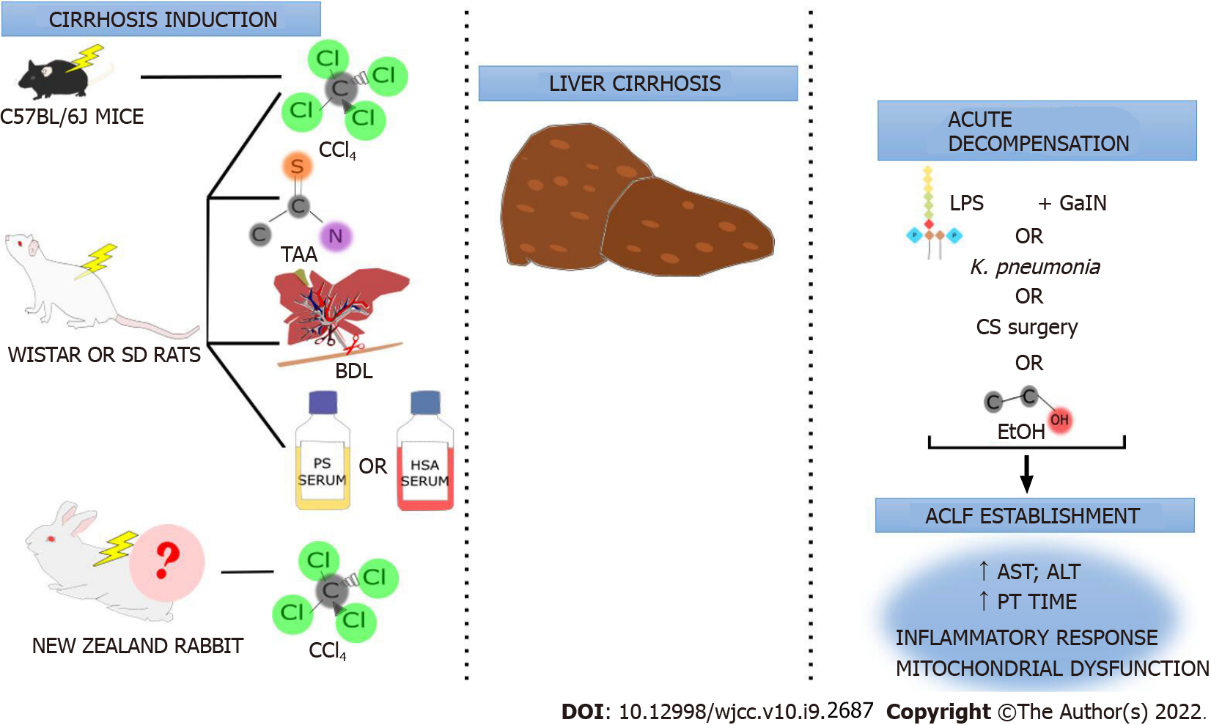 CIRRHOSIS INDUCTION
C57BL/6J MICE
Cl
Cl
C
Cl
Cl
CCl4
S
C
C
N
TAA
WISTAR OR SD RATS
BDL
PS
SERUM
OR
HSA
SERUM
?
NEW ZEALAND RABBIT
Cl
Cl
C
Cl
Cl
CCl4
LIVER CIRRHOSIS
ACUTE
DECOMPENSATION
LPS + GaIN
P P
OR
K. pneumonia
OR
CS surgery
OR
C C
OH
EtOH
ACLF ESTABLISHMENT
↑ AST; ALT
↑ PT TIME
INFLAMMATORY RESPONSE
MITOCHONDRIAL DYSFUNCTION
DOI: 10.12998/wjcc.v10.i9.2687 Copyright ©The Author(s) 2022.